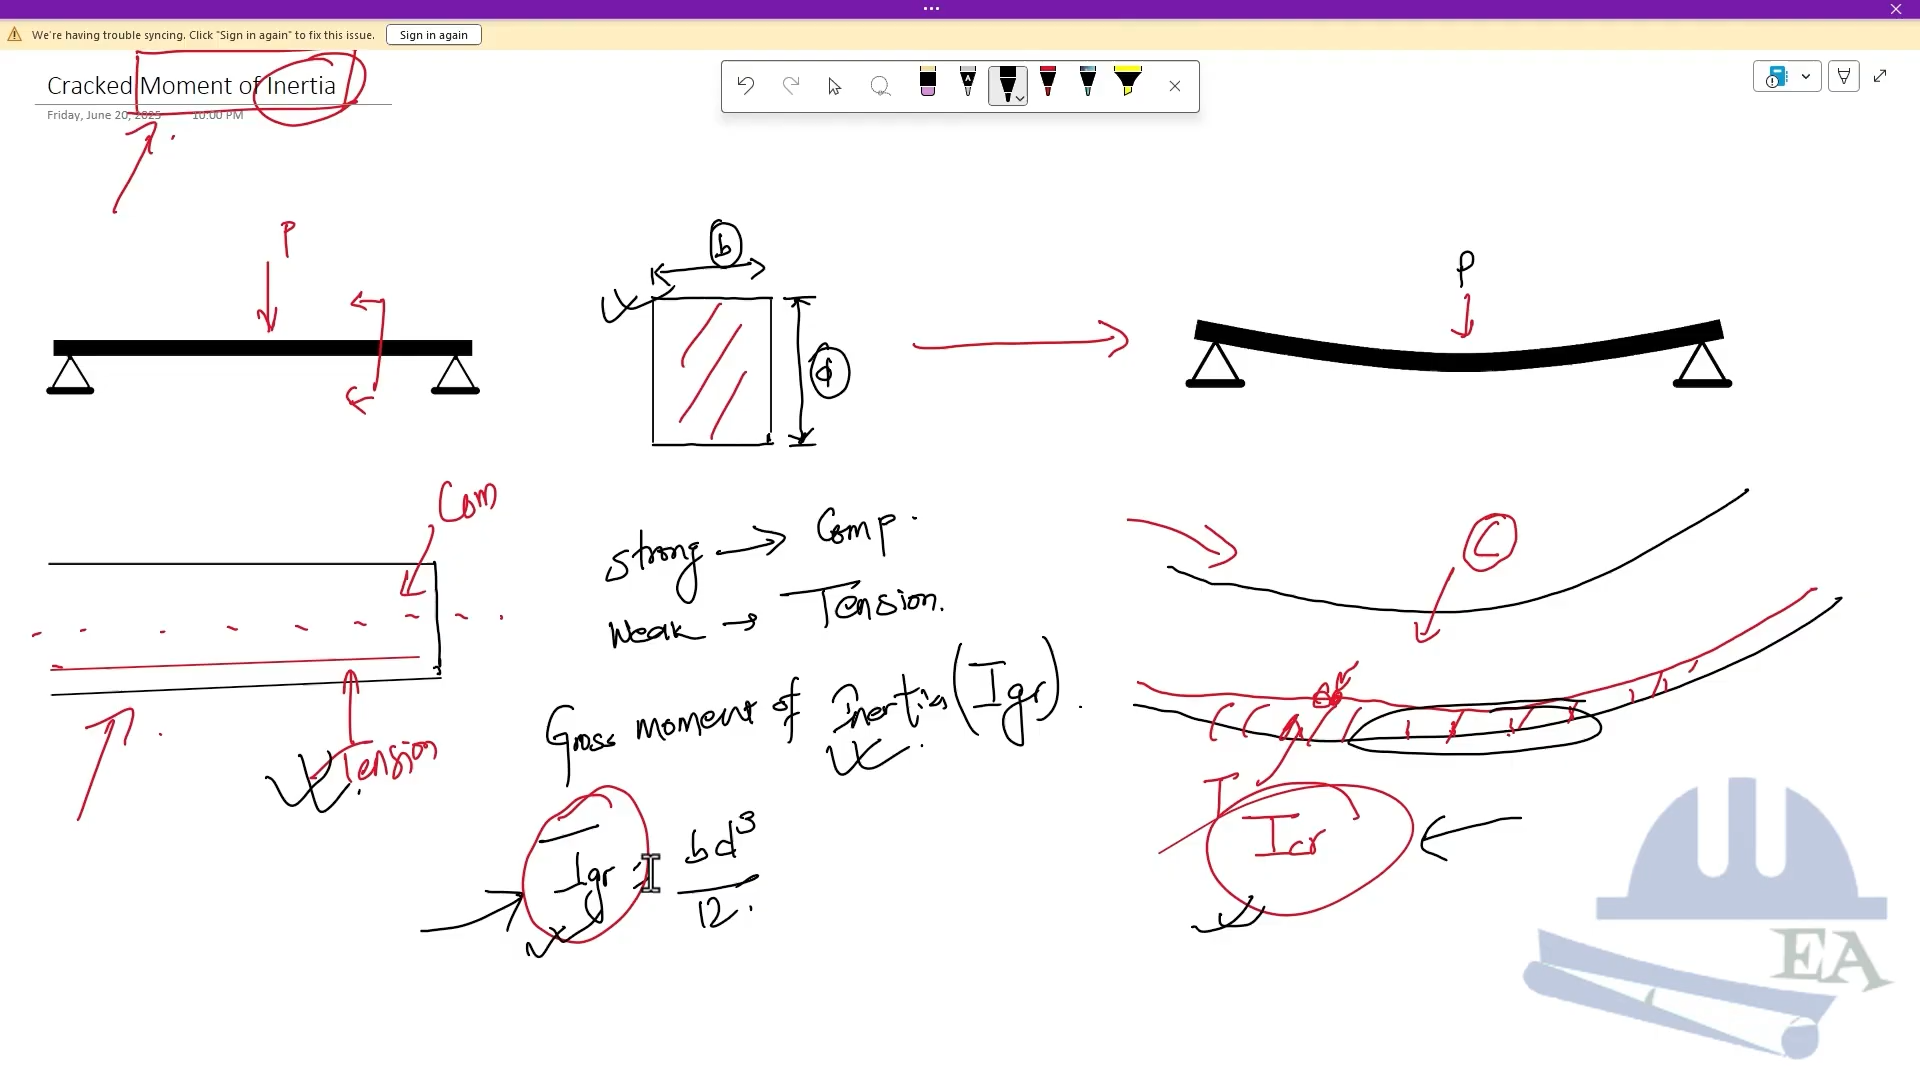 ...
We're having trouble syncing. Click "Sign in again" to fix this issue. Sign in again
Cracked Moment of Inertia
Friday, June 20, 2025 10:00 PM
P
b
d
P
Com
Tension
Strong → Comp.
Weak → Tension.
Gross moment of Inertia (Igr).
Igr = bd³/12.
C
T
Icr
EA